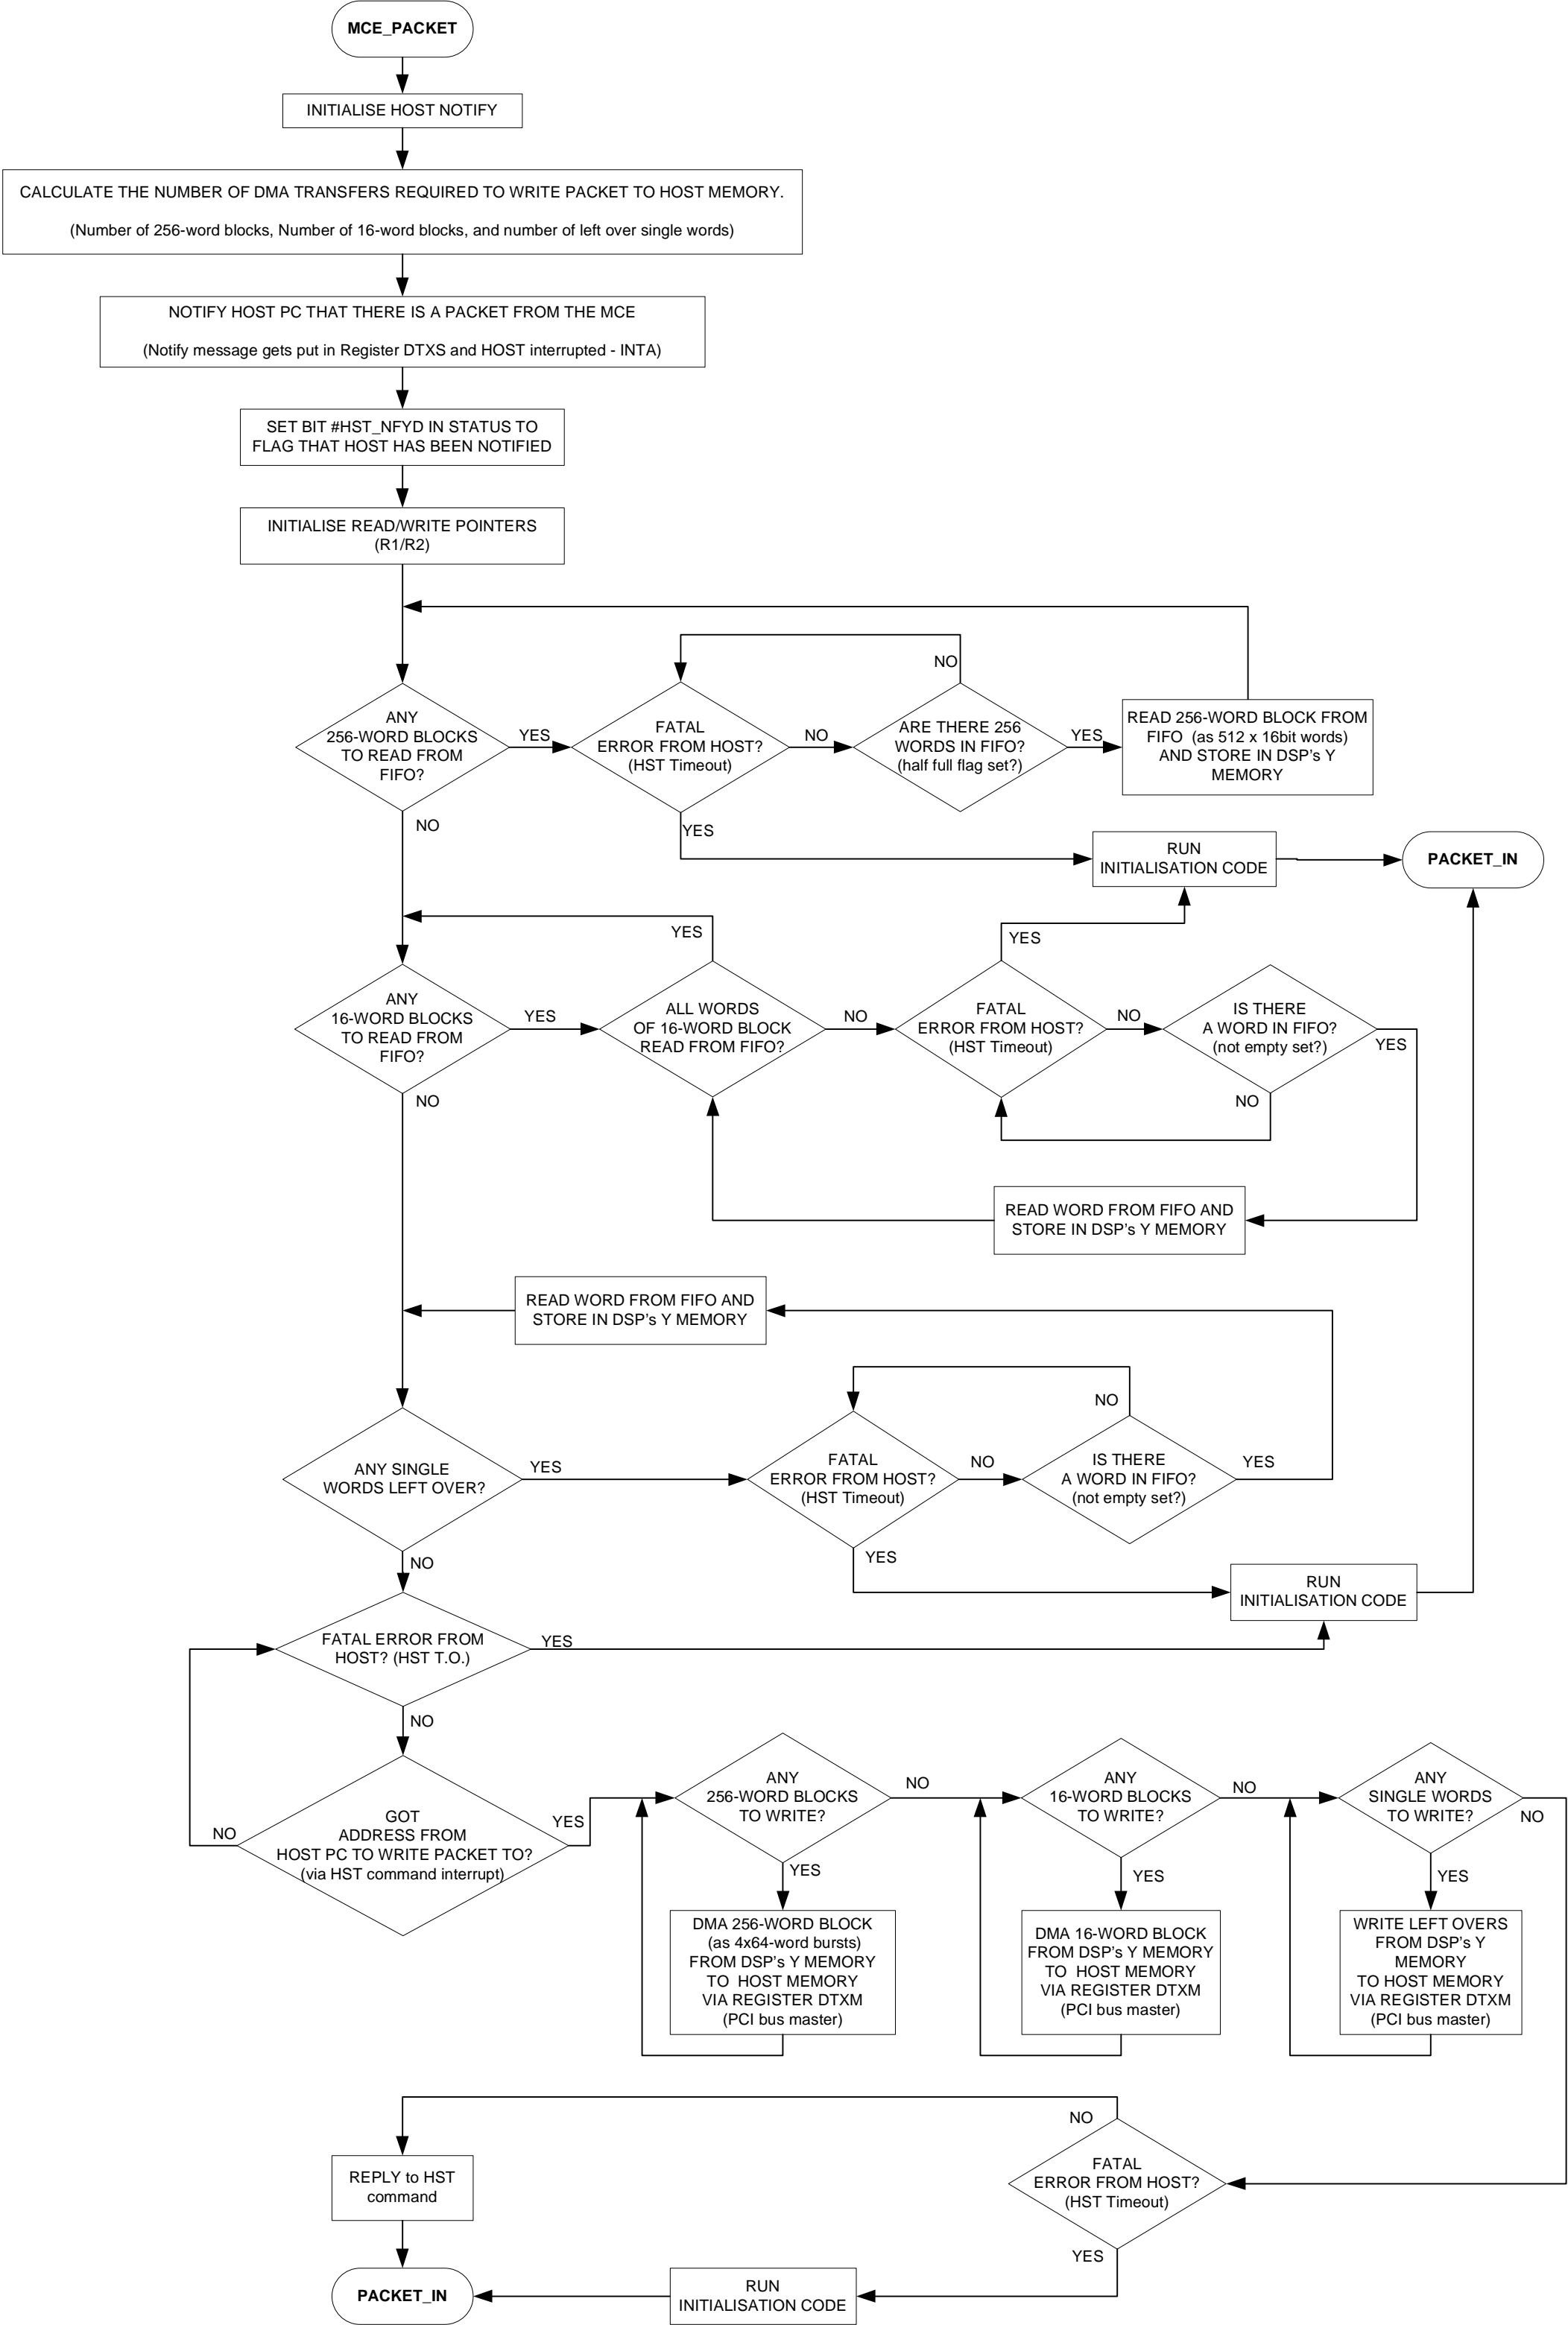 MCE_PACKET
INITIALISE HOST NOTIFY
CALCULATE THE NUMBER OF DMA TRANSFERS REQUIRED TO WRITE PACKET TO HOST MEMORY.
(Number of 256-word blocks, Number of 16-word blocks, and number of left over single words)
NOTIFY HOST PC THAT THERE IS A PACKET FROM THE MCE
(Notify message gets put in Register DTXS and HOST interrupted - INTA)
SET BIT #HST_NFYD IN STATUS TO
FLAG THAT HOST HAS BEEN NOTIFIED
INITIALISE READ/WRITE POINTERS
(R1/R2)
ANY
256-WORD BLOCKS
TO READ FROM
FIFO?
YES
NO
FATAL
ERROR FROM HOST?
(HST Timeout)
NO
YES
ARE THERE 256
WORDS IN FIFO?
(half full flag set?)
NO
YES
READ 256-WORD BLOCK FROM
FIFO (as 512 x 16bit words)
AND STORE IN DSP's Y
MEMORY
RUN
INITIALISATION CODE
PACKET_IN
ANY
16-WORD BLOCKS
TO READ FROM
FIFO?
YES
NO
ALL WORDS
OF 16-WORD BLOCK
READ FROM FIFO?
YES
NO
FATAL
ERROR FROM HOST?
(HST Timeout)
YES
NO
IS THERE
A WORD IN FIFO?
(not empty set?)
YES
NO
READ WORD FROM FIFO AND
STORE IN DSP's Y MEMORY
READ WORD FROM FIFO AND
STORE IN DSP's Y MEMORY
ANY SINGLE
WORDS LEFT OVER?
YES
NO
FATAL
ERROR FROM HOST?
(HST Timeout)
NO
YES
IS THERE
A WORD IN FIFO?
(not empty set?)
NO
YES
RUN
INITIALISATION CODE
FATAL ERROR FROM
HOST? (HST T.O.)
YES
NO
GOT
ADDRESS FROM
HOST PC TO WRITE PACKET TO?
(via HST command interrupt)
NO
YES
ANY
256-WORD BLOCKS
TO WRITE?
NO
YES
DMA 256-WORD BLOCK
(as 4x64-word bursts)
FROM DSP's Y MEMORY
TO HOST MEMORY
VIA REGISTER DTXM
(PCI bus master)
ANY
16-WORD BLOCKS
TO WRITE?
NO
YES
DMA 16-WORD BLOCK
FROM DSP's Y MEMORY
TO HOST MEMORY
VIA REGISTER DTXM
(PCI bus master)
ANY
SINGLE WORDS
TO WRITE?
NO
YES
WRITE LEFT OVERS
FROM DSP's Y
MEMORY
TO HOST MEMORY
VIA REGISTER DTXM
(PCI bus master)
FATAL
ERROR FROM HOST?
(HST Timeout)
NO
YES
REPLY to HST
command
RUN
INITIALISATION CODE
PACKET_IN